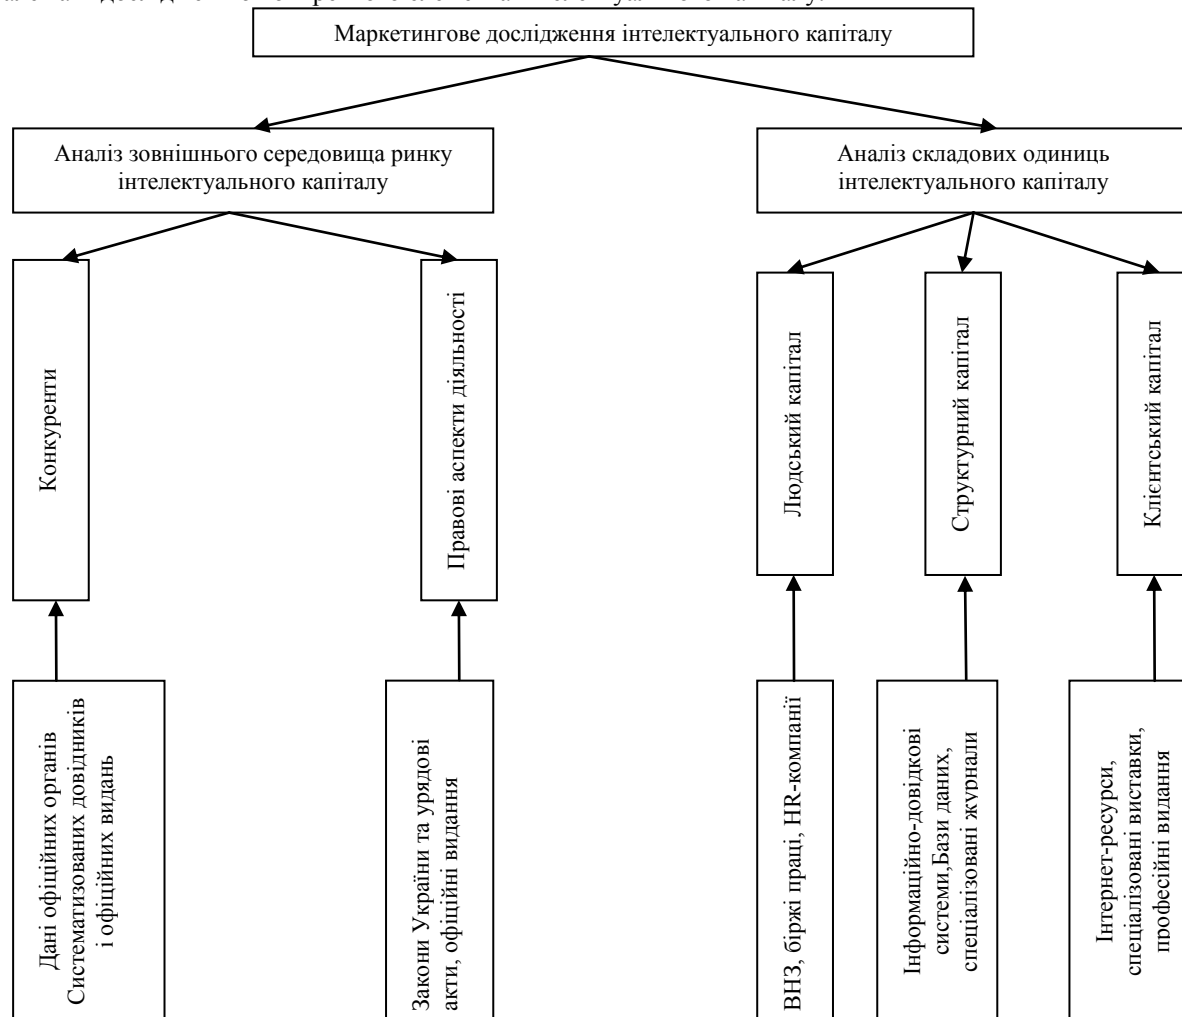 Маркетингове дослідження інтелектуального капіталу
Аналіз зовнішнього середовища ринку
інтелектуального капіталу
Аналіз складових одиниць
інтелектуального капіталу
Конкуренти
Правові аспекти діяльності
Людський капітал
Структурний капітал
Клієнтський капітал
Дані офіційних органів
Систематизованих довідників
і офіційних видань
Закони України та урядові
акти, офіційні видання
ВНЗ, біржі праці, HR-компанії
Інформаційно-довідкові
системи,Бази даних,
спеціалізовані журнали
Інтернет-ресурси,
спеціалізовані виставки,
професійні видання